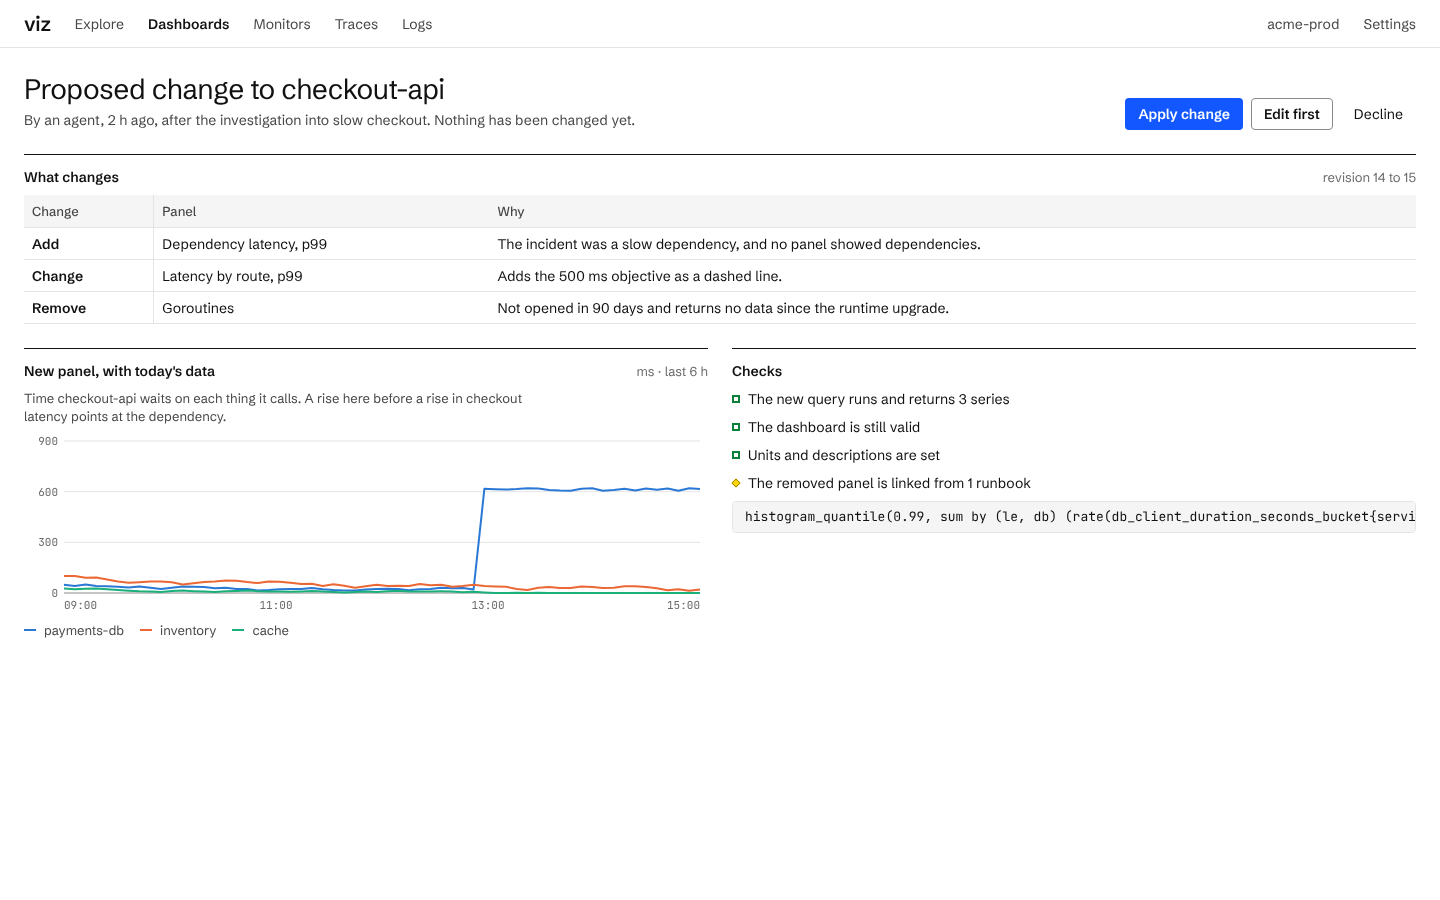 viz Explore Dashboards Monitors Traces Logs acme-prod Settings
Proposed change to checkout-api
By an agent, 2 h ago, after the investigation into slow checkout. Nothing has been changed yet.
Apply change Edit first Decline
What changes revision 14 to 15
Change Panel Why
Add Dependency latency, p99 The incident was a slow dependency, and no panel showed dependencies.
Change Latency by route, p99 Adds the 500 ms objective as a dashed line.
Remove Goroutines Not opened in 90 days and returns no data since the runtime upgrade.
New panel, with today's data ms · last 6 h
Time checkout-api waits on each thing it calls. A rise here before a rise in checkout
latency points at the dependency.
900
600
300
0
09:00 11:00 13:00 15:00
payments-db inventory cache
Checks
The new query runs and returns 3 series
The dashboard is still valid
Units and descriptions are set
The removed panel is linked from 1 runbook
histogram_quantile(0.99, sum by (le, db) (rate(db_client_duration_seconds_bucket{servi